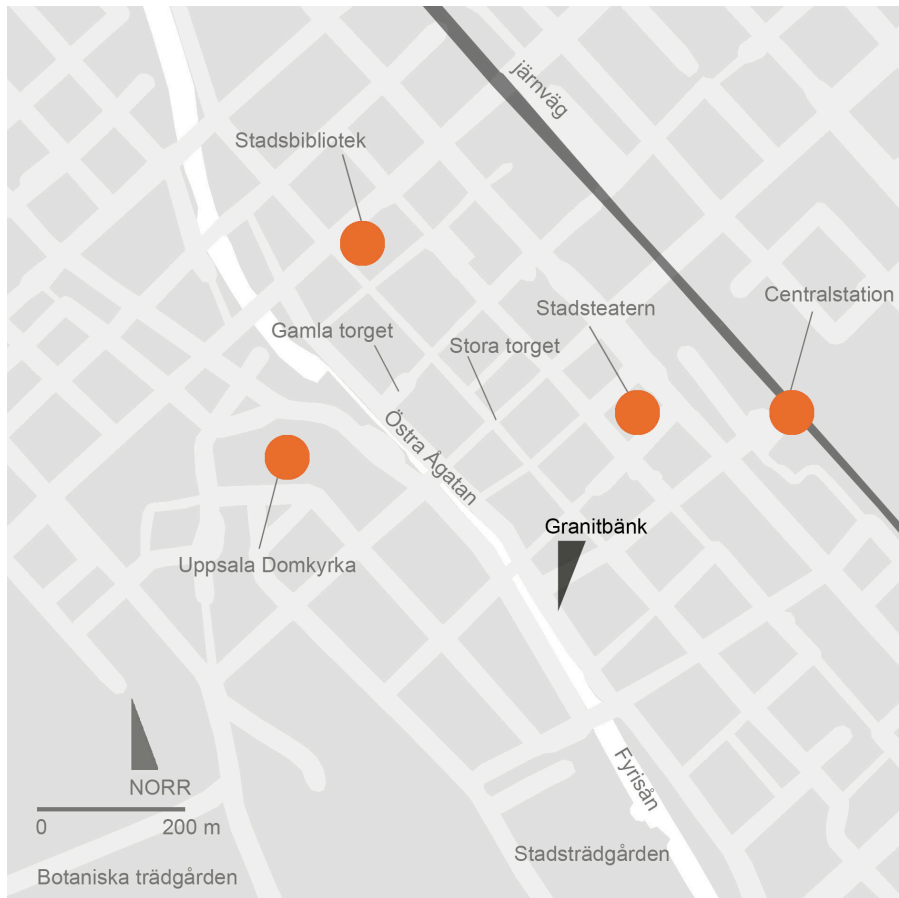 järnväg
Stadsbibliotek
Centralstation
Stadsteatern
Gamla torget
Stora torget
Östra Ågatan
Granitbänk
Uppsala Domkyrka
NORR
0 200 m
Fyrisån
Stadsträdgården
Botaniska trädgården